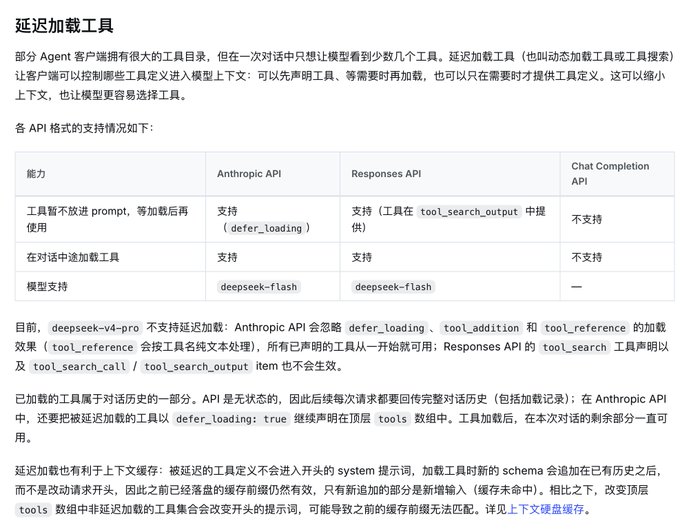 延迟加载工具
部分 Agent 客户端拥有很大的工具目录，但在一次对话中只想让模型看到少数几个工具。延迟加载工具（也叫动态加载工具或工具搜索）
让客户端可以控制哪些工具定义进入模型上下文：可以先声明工具、等需要时再加载，也可以只在需要时才提供工具定义。这可以缩小
上下文，也让模型更容易选择工具。
各 API 格式的支持情况如下：
能力 Anthropic API Responses API Chat Completion
API
工具暂不放进 prompt，等加载后再 支持 支持（工具在 tool_search_output 中提 不支持
使用 （defer_loading） 供）
在对话中途加载工具 支持 支持 不支持
模型支持 deepseek-flash deepseek-flash —
目前，deepseek-v4-pro 不支持延迟加载：Anthropic API 会忽略 defer_loading、tool_addition 和 tool_reference 的加载
效果（tool_reference 会按工具名纯文本处理），所有已声明的工具从一开始就可用；Responses API 的 tool_search 工具声明以
及 tool_search_call / tool_search_output item 也不会生效。
已加载的工具属于对话历史的一部分。API 是无状态的，因此后续每次请求都要回传完整对话历史（包括加载记录）；在 Anthropic API
中，还要把被延迟加载的工具以 defer_loading: true 继续声明在顶层 tools 数组中。工具加载后，在本次对话的剩余部分一直可
用。
延迟加载也有利于上下文缓存：被延迟的工具定义不会进入开头的 system 提示词，加载工具时新的 schema 会追加在已有历史之后，
而不是改动请求开头，因此之前已经落盘的缓存前缀仍然有效，只有新追加的部分是新增输入（缓存未命中）。相比之下，改变顶层
tools 数组中非延迟加载的工具集合会改变开头的提示词，可能导致之前的缓存前缀无法匹配。详见上下文硬盘缓存。